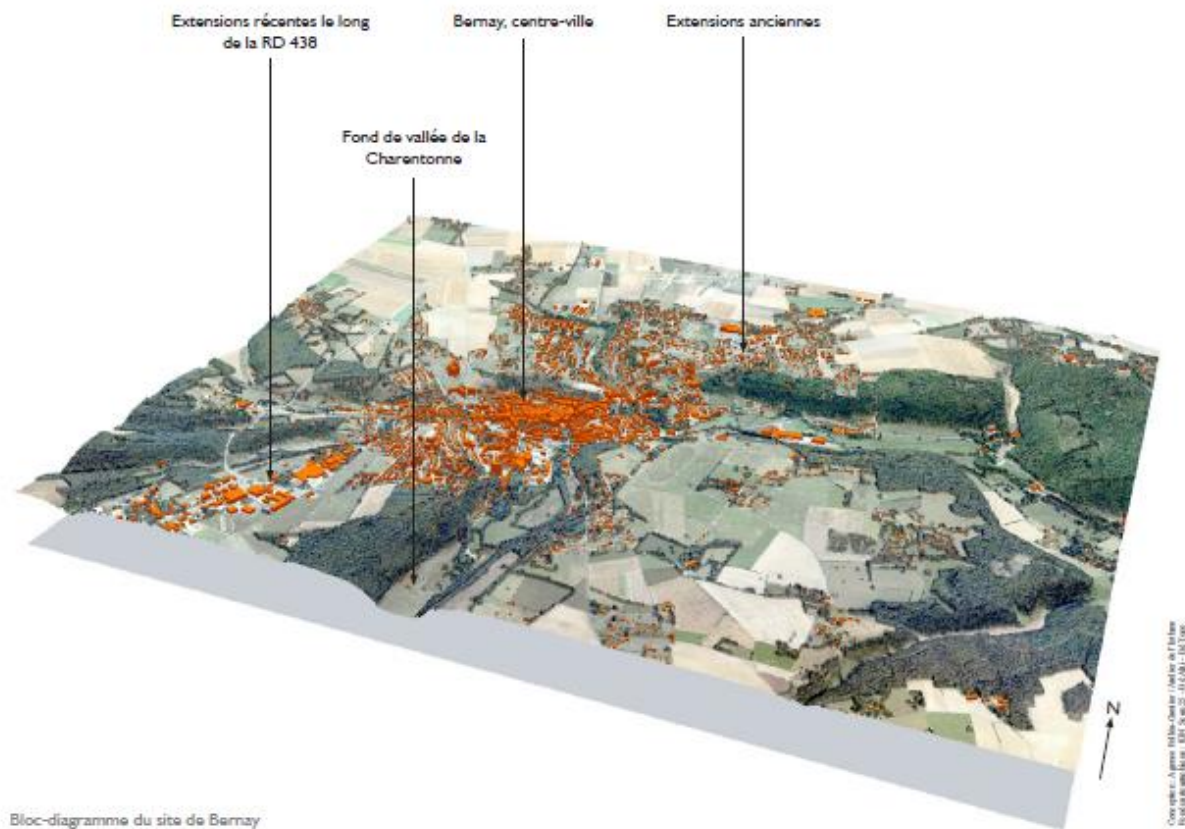 Extensions récentes le long
de la RD 438
Bernay, centre-ville
Extensions anciennes
Fond de vallée de la
Charentonne
N
Bloc-diagramme du site de Bernay